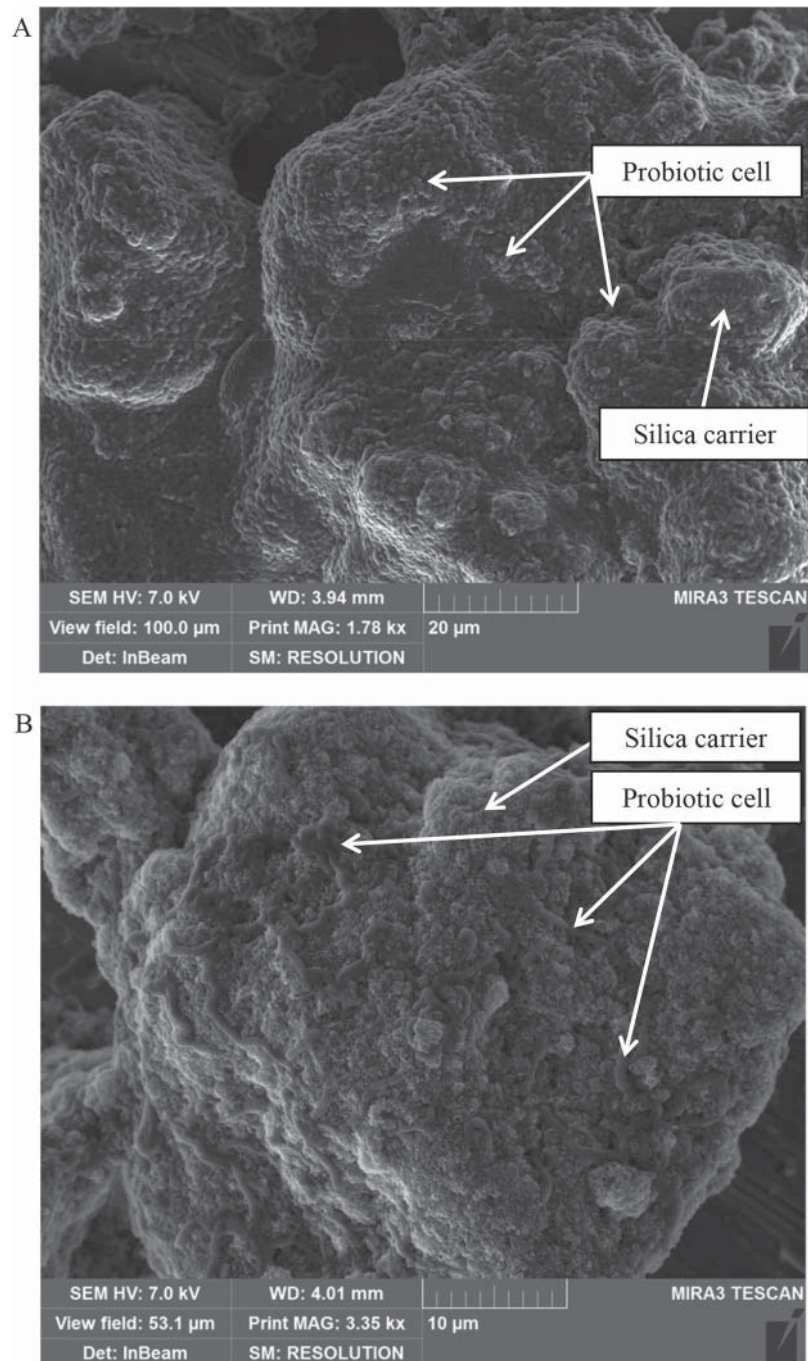 A
Probiotic cell
Silica carrier
SEM HV: 7.0 kV WD: 3.94 mm MIRA3 TESCAN
View field: 100.0 µm Print MAG: 1.78 kx 20 µm
Det: InBeam SM: RESOLUTION
B
Silica carrier
Probiotic cell
SEM HV: 7.0 kV WD: 4.01 mm MIRA3 TESCAN
View field: 53.1 µm Print MAG: 3.35 kx 10 µm
Det: InBeam SM: RESOLUTION